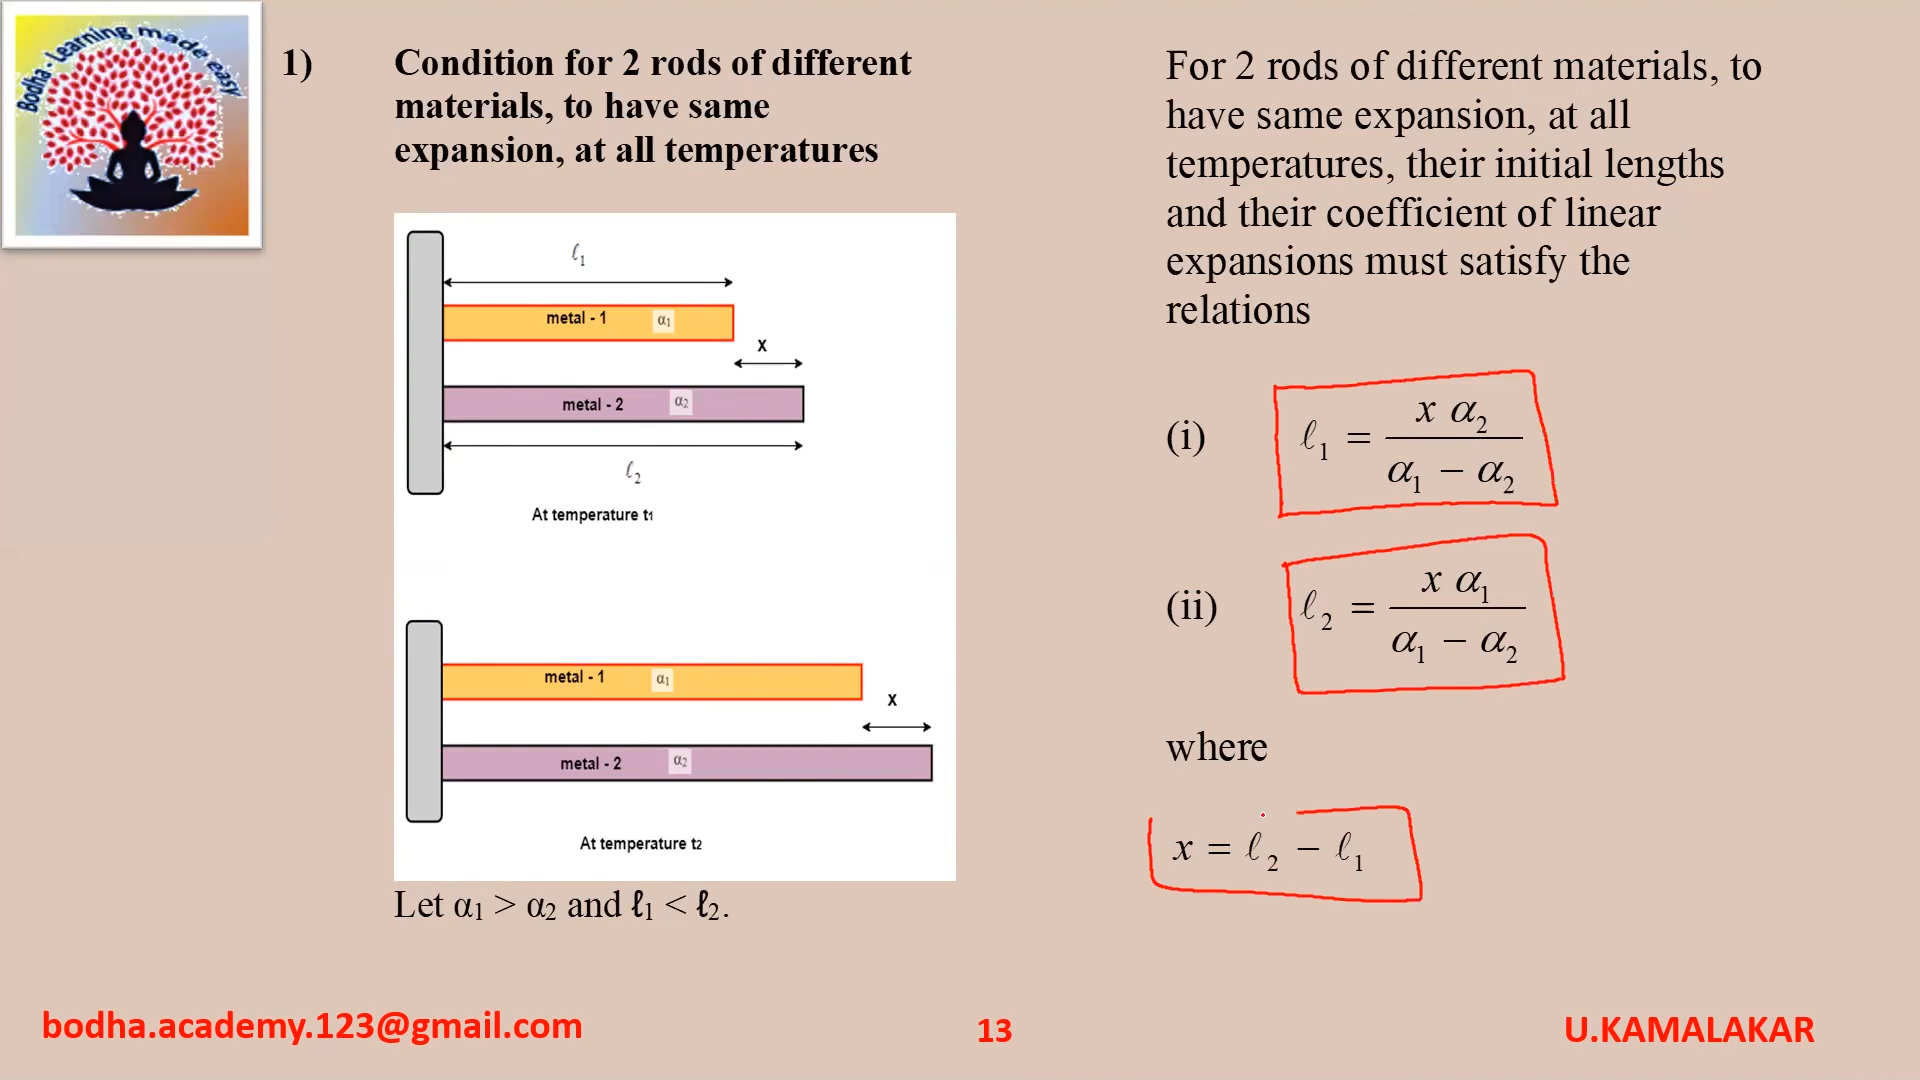 Bodha - Learning made easy
1) Condition for 2 rods of different
materials, to have same
expansion, at all temperatures
ℓ1
metal - 1 α1
x
metal - 2 α2
ℓ2
At temperature t1
metal - 1 α1
x
metal - 2 α2
At temperature t2
Let α1 > α2 and ℓ1 < ℓ2.
For 2 rods of different materials, to
have same expansion, at all
temperatures, their initial lengths
and their coefficient of linear
expansions must satisfy the
relations
(i) ℓ1 = x α2 / α1 − α2
(ii) ℓ2 = x α1 / α1 − α2
where
x = ℓ2 − ℓ1
bodha.academy.123@gmail.com 13 U.KAMALAKAR